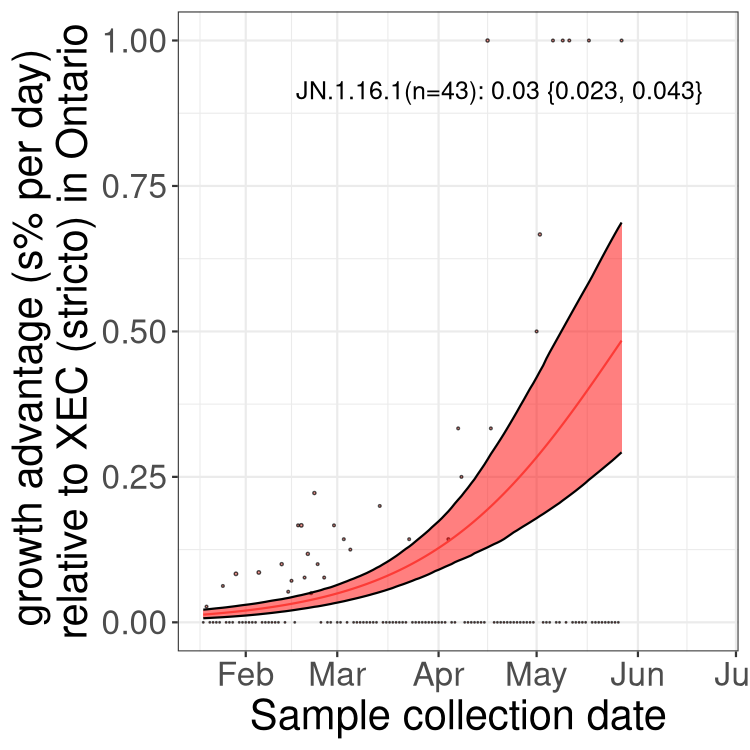 growth advantage (s% per day)
relative to XEC (stricto) in Ontario
1.00
JN.1.16.1(n=43): 0.03 {0.023, 0.043}
0.75
0.50
0.25
0.00
Feb Mar Apr May Jun Ju
Sample collection date